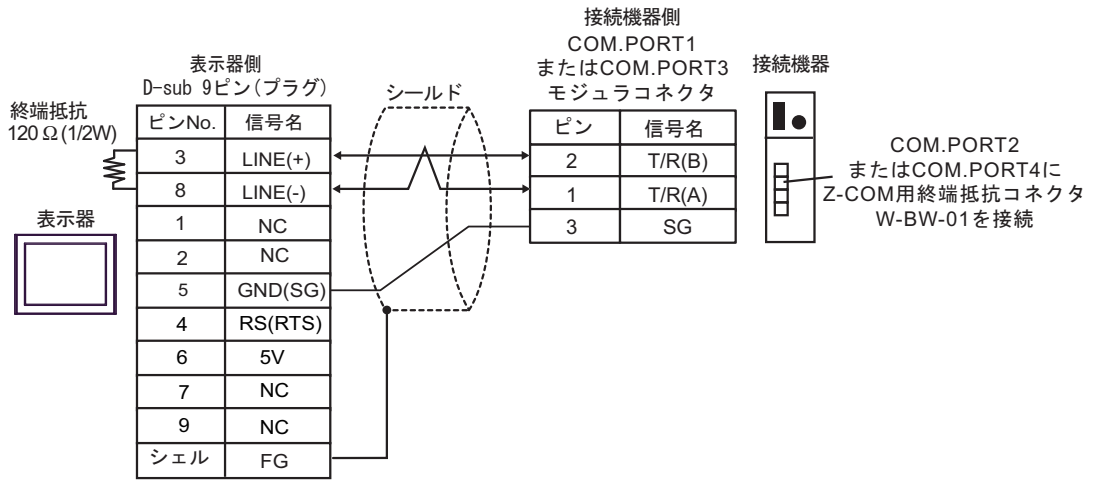 接続機器側
COM.PORT1
またはCOM.PORT3
モジュラコネクタ
接続機器
表示器側
D-sub 9ピン(プラグ)
シールド
終端抵抗
120 Ω (1/2W)
ピンNo. 信号名
3 LINE(+)
8 LINE(-)
1 NC
2 NC
5 GND(SG)
4 RS(RTS)
6 5V
7 NC
9 NC
シェル FG
表示器
ピン 信号名
2 T/R(B)
1 T/R(A)
3 SG
COM.PORT2
またはCOM.PORT4に
Z-COM用終端抵抗コネクタ
W-BW-01を接続